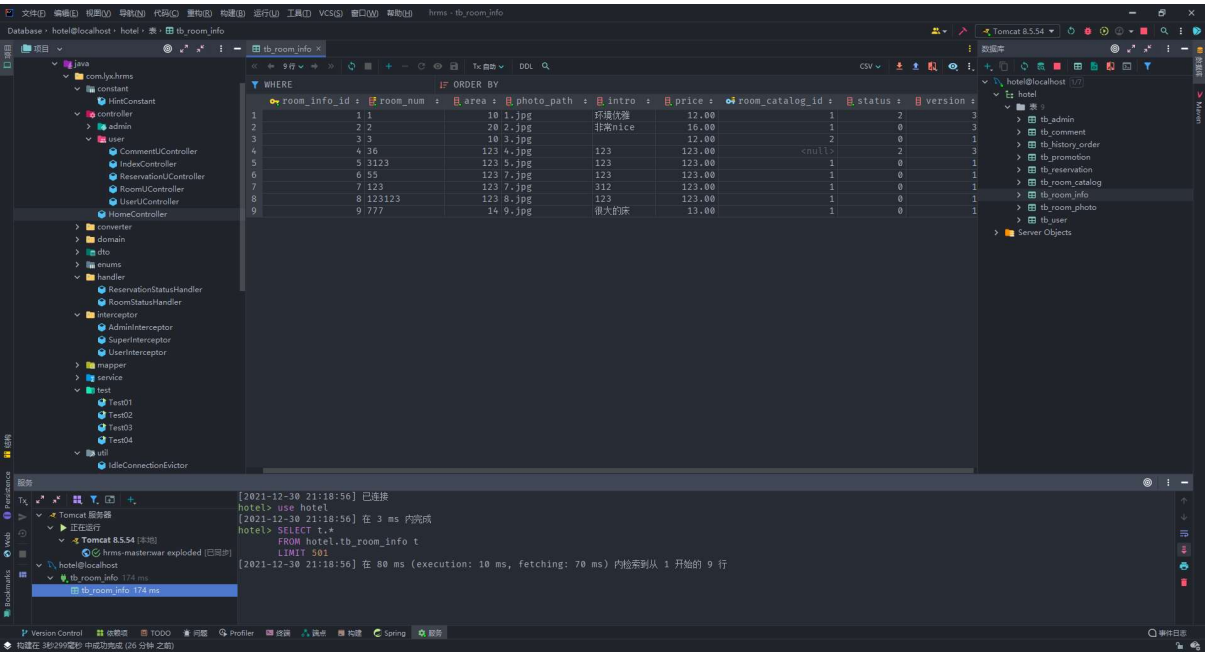 文件(F) 编辑(E) 视图(V) 导航(N) 代码(C) 重构(R) 构建(B) 运行(U) 工具(T) VCS(S) 窗口(W) 帮助(H) hrms - tb_room_info
Database hotel@localhost hotel 表 tb_room_info
Tomcat 8.5.54
项目
java
com.lyx.hrms
constant
HintConstant
controller
admin
user
CommentUController
IndexController
ReservationUController
RoomUController
UserUController
HomeController
converter
domain
dto
enums
handler
ReservationStatusHandler
RoomStatusHandler
interceptor
AdminInterceptor
SuperInterceptor
UserInterceptor
mapper
service
test
Test01
Test02
Test03
Test04
util
IdleConnectionEvictor
tb_room_info
9行 Tx: 自动 DDL CSV
WHERE ORDER BY
room_info_id room_num area photo_path intro price room_catalog_id status version
1 1 1 10 1.jpg 环境优雅 12.00 1 2 3
2 2 2 20 2.jpg 非常nice 16.00 1 0 3
3 3 3 10 3.jpg 12.00 2 0 1
4 4 36 123 4.jpg 123 123.00 <null> 2 3
5 5 3123 123 5.jpg 123 123.00 1 0 1
6 6 55 123 7.jpg 123 123.00 1 0 1
7 7 123 123 7.jpg 312 123.00 1 0 1
8 8 123123 123 8.jpg 123 123.00 1 0 1
9 9 777 14 9.jpg 很大的床 13.00 1 0 1
数据库
hotel@localhost 1/7
hotel
表 9
tb_admin
tb_comment
tb_history_order
tb_promotion
tb_reservation
tb_room_catalog
tb_room_info
tb_room_photo
tb_user
Server Objects
数据库
Maven
项目
结构
Persistence
Web
Bookmarks
服务
Tx
Tomcat 服务器
正在运行
Tomcat 8.5.54 [本地]
hrms-master:war exploded [已同步]
hotel@localhost
tb_room_info 174 ms
tb_room_info 174 ms
[2021-12-30 21:18:56] 已连接
hotel> use hotel
[2021-12-30 21:18:56] 在 3 ms 内完成
hotel> SELECT t.*
FROM hotel.tb_room_info t
LIMIT 501
[2021-12-30 21:18:56] 在 80 ms (execution: 10 ms, fetching: 70 ms) 内检索到从 1 开始的 9 行
Version Control 依赖项 TODO 问题 Profiler 终端 端点 构建 Spring 服务 事件日志
构建在 3秒299毫秒 中成功完成 (26 分钟 之前)